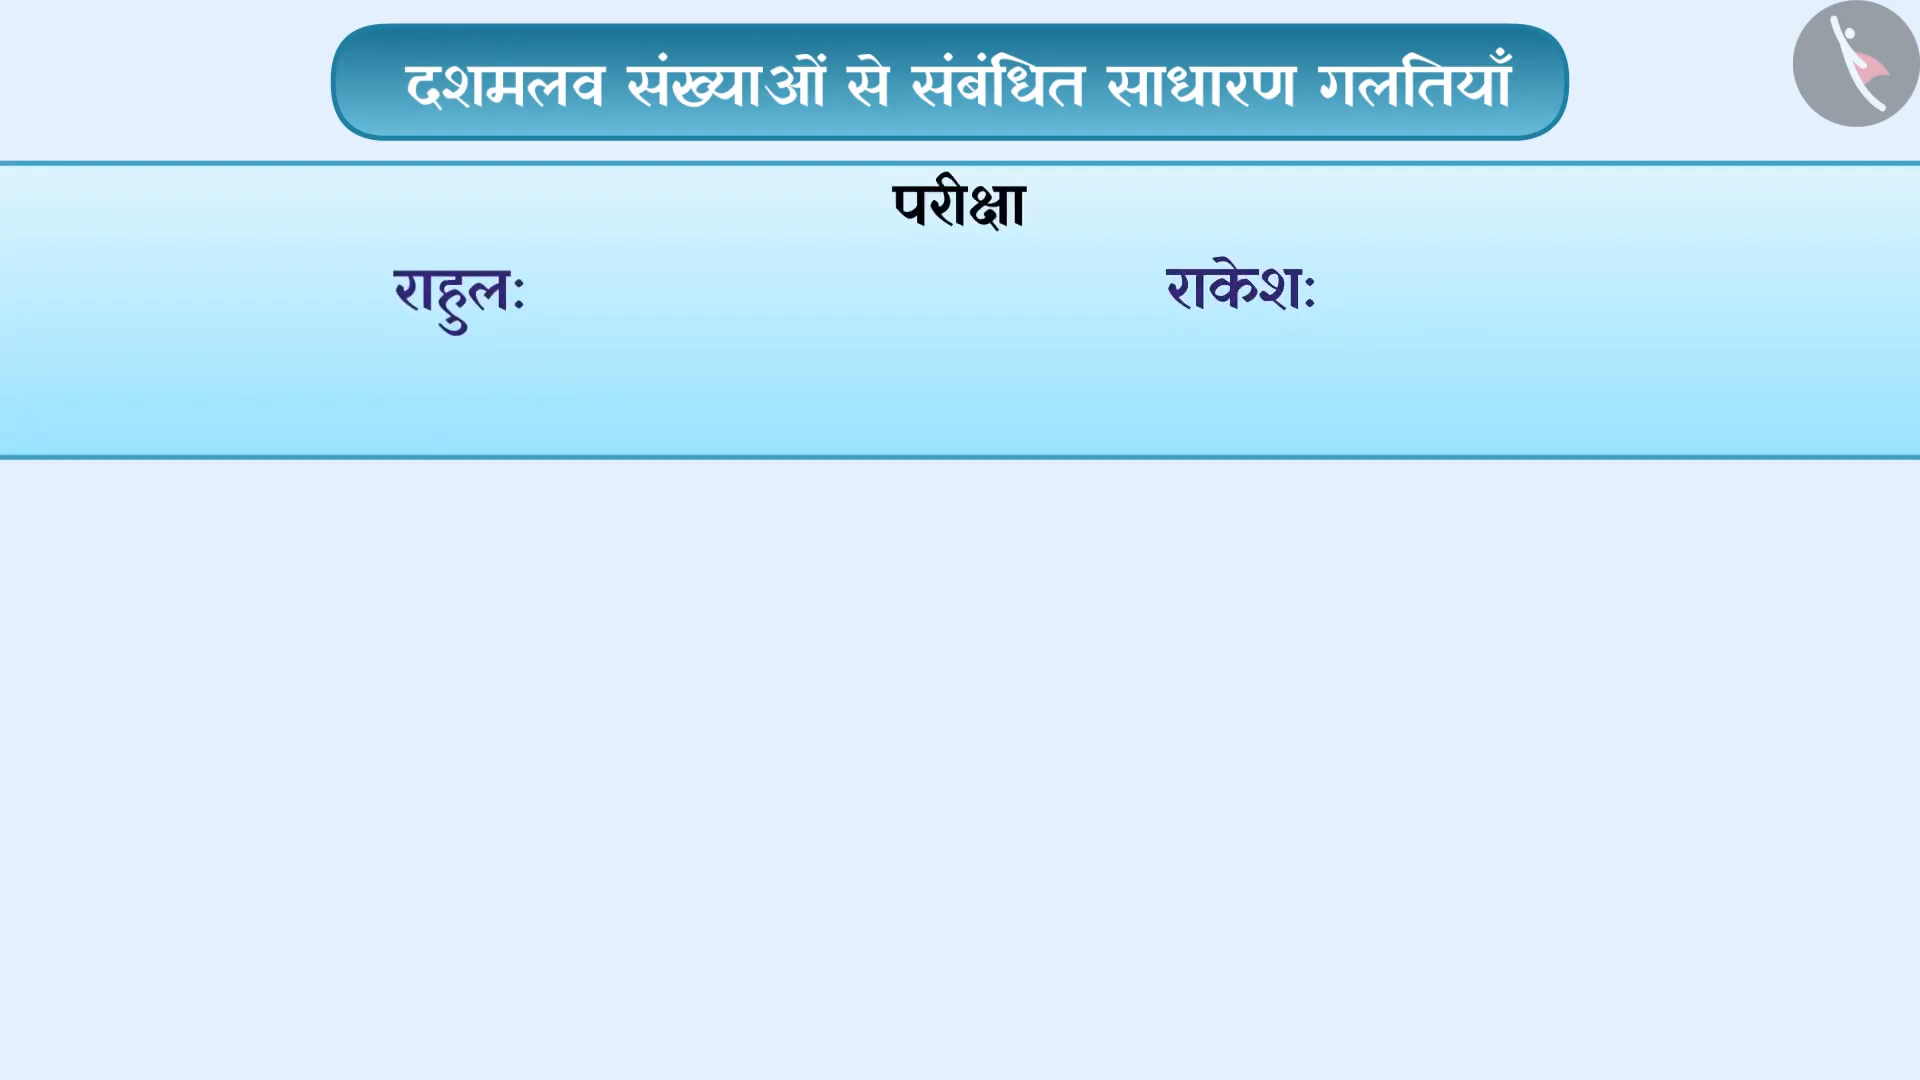 दशमलव संख्याओं से संबंधित साधारण गलतियाँ
परीक्षा
राहुल: राकेश: